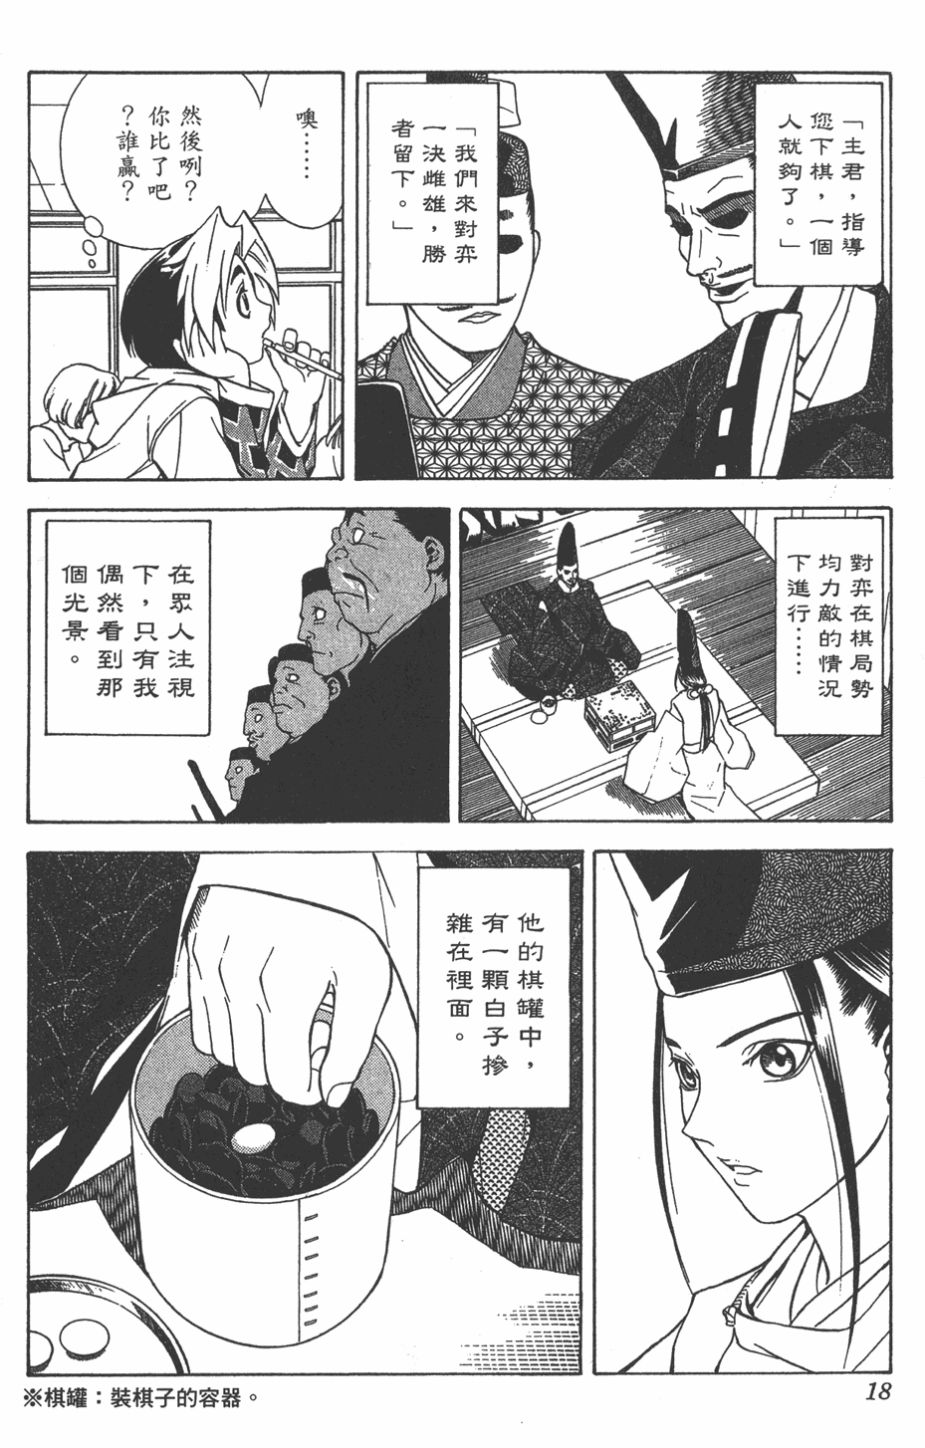 「主君，指導
您下棋，一個
人就夠了。」
「我們來對弈
一決雌雄，勝
者留下。」
噢……
然後咧？
你比了吧
？誰贏？
對弈在棋局勢
均力敵的情況
下進行……
在眾人注視
下，只有我
偶然看到那
個光景。
他的棋罐中，
有一顆白子摻
雜在裡面。
※棋罐：裝棋子的容器。
18